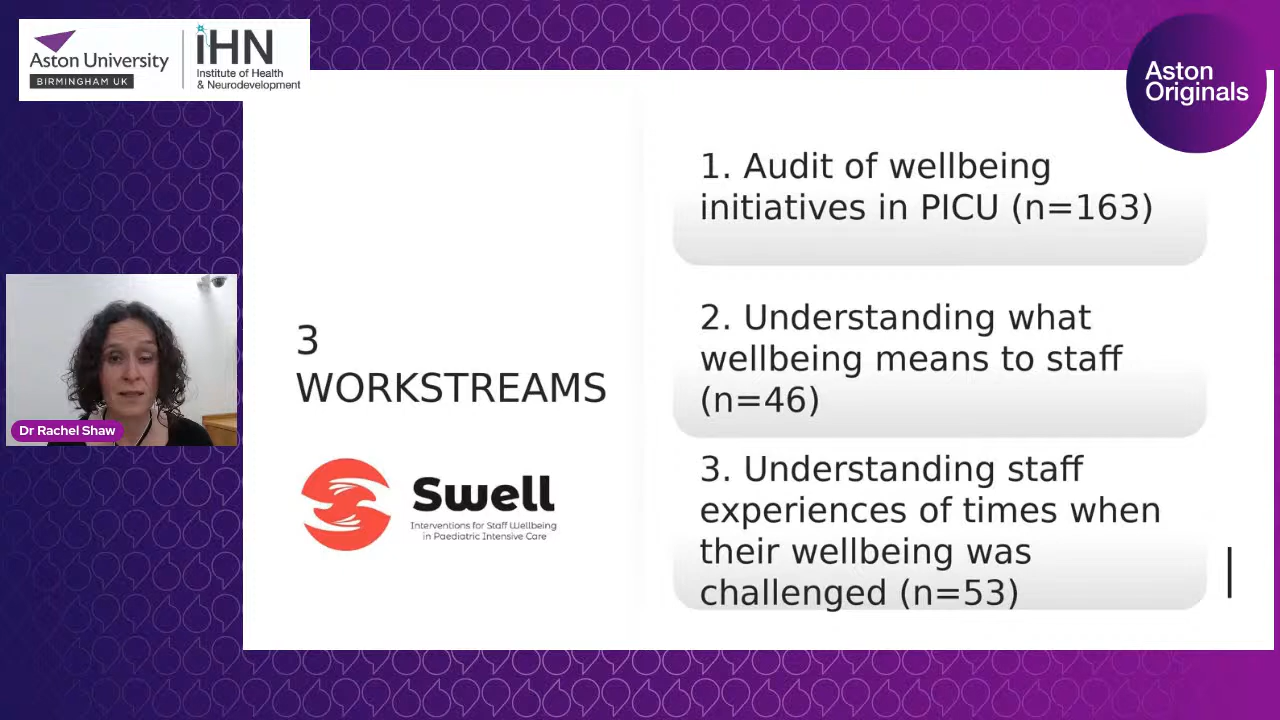 Aston University
BIRMINGHAM UK
iHN
Institute of Health
& Neurodevelopment
Aston
Originals
1. Audit of wellbeing
initiatives in PICU (n=163)
2. Understanding what
wellbeing means to staff
(n=46)
3. Understanding staff
experiences of times when
their wellbeing was
challenged (n=53)
3
WORKSTREAMS
Swell
Interventions for Staff Wellbeing
in Paediatric Intensive Care
Dr Rachel Shaw